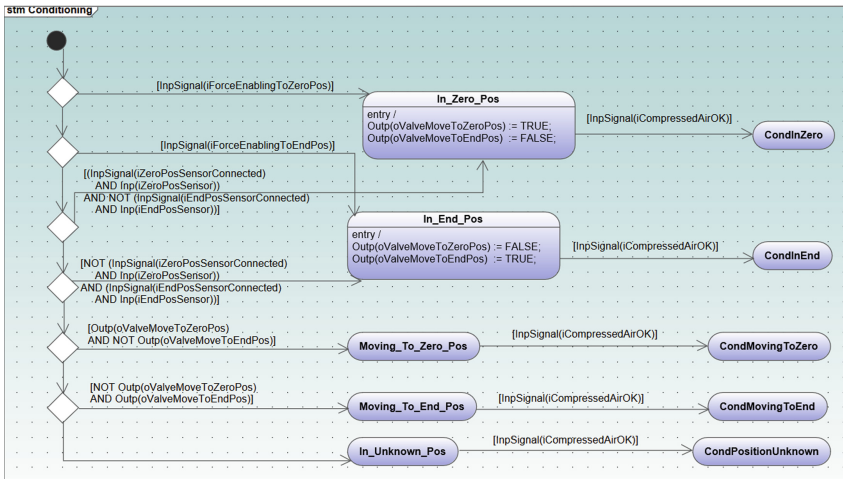 stm Conditioning
[InpSignal(iForceEnablingToZeroPos)]
In_Zero_Pos
entry /
Outp(oValveMoveToZeroPos) := TRUE;
Outp(oValveMoveToEndPos) := FALSE;
[InpSignal(iCompressedAirOK)]
CondInZero
[InpSignal(iForceEnablingToEndPos)]
[(InpSignal(iZeroPosSensorConnected)
AND Inp(iZeroPosSensor))
AND NOT (InpSignal(iEndPosSensorConnected)
AND Inp(iEndPosSensor))]
In_End_Pos
entry /
Outp(oValveMoveToZeroPos) := FALSE;
Outp(oValveMoveToEndPos) := TRUE;
[InpSignal(iCompressedAirOK)]
CondInEnd
[NOT (InpSignal(iZeroPosSensorConnected)
AND Inp(iZeroPosSensor))
AND (InpSignal(iEndPosSensorConnected)
AND Inp(iEndPosSensor))]
[Outp(oValveMoveToZeroPos)
AND NOT Outp(oValveMoveToEndPos)]
Moving_To_Zero_Pos
[InpSignal(iCompressedAirOK)]
CondMovingToZero
[NOT Outp(oValveMoveToZeroPos)
AND Outp(oValveMoveToEndPos)]
Moving_To_End_Pos
[InpSignal(iCompressedAirOK)]
CondMovingToEnd
In_Unknown_Pos
[InpSignal(iCompressedAirOK)]
CondPositionUnknown